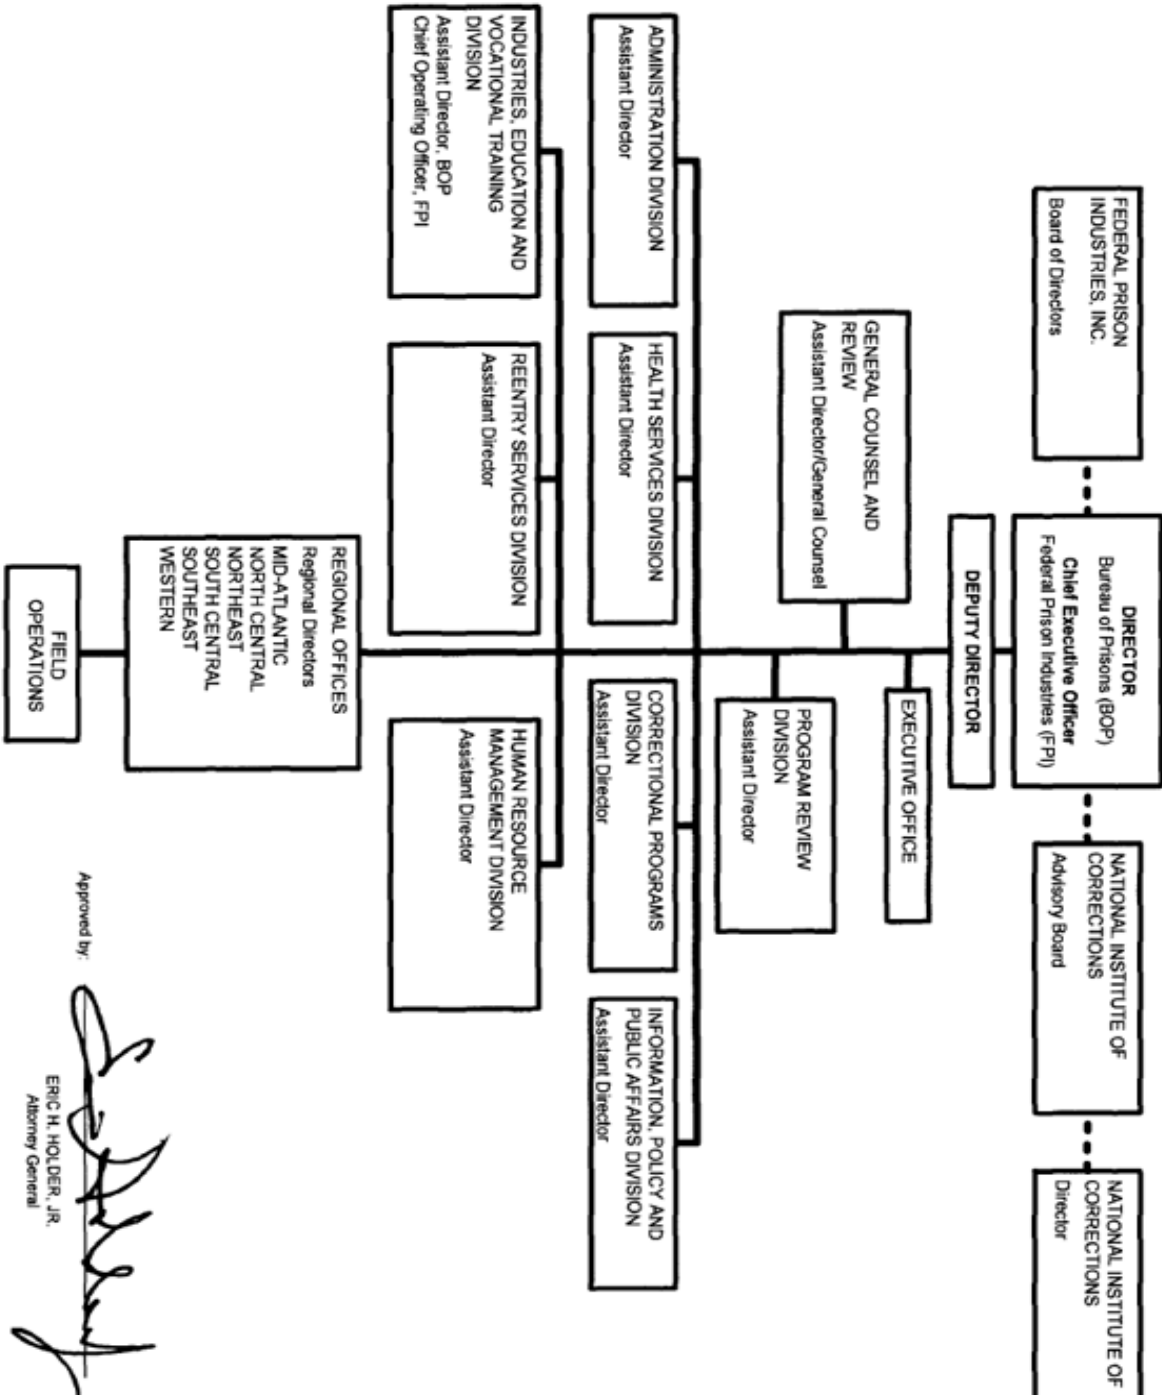 FEDERAL PRISON
INDUSTRIES, INC.
Board of Directors
DIRECTOR
Bureau of Prisons (BOP)
Chief Executive Officer
Federal Prison Industries (FPI)
NATIONAL INSTITUTE OF
CORRECTIONS
Advisory Board
NATIONAL INSTITUTE OF
CORRECTIONS
Director
DEPUTY DIRECTOR
EXECUTIVE OFFICE
GENERAL COUNSEL AND
REVIEW
Assistant Director/General Counsel
PROGRAM REVIEW
DIVISION
Assistant Director
ADMINISTRATION DIVISION
Assistant Director
HEALTH SERVICES DIVISION
Assistant Director
CORRECTIONAL PROGRAMS
DIVISION
Assistant Director
INFORMATION, POLICY AND
PUBLIC AFFAIRS DIVISION
Assistant Director
INDUSTRIES, EDUCATION AND
VOCATIONAL TRAINING
DIVISION
Assistant Director, BOP
Chief Operating Officer, FPI
REENTRY SERVICES DIVISION
Assistant Director
HUMAN RESOURCE
MANAGEMENT DIVISION
Assistant Director
REGIONAL OFFICES
Regional Directors
MID-ATLANTIC
NORTH CENTRAL
NORTHEAST
SOUTH CENTRAL
SOUTHEAST
WESTERN
FIELD
OPERATIONS
Approved by:
ERIC H. HOLDER, JR.
Attorney General